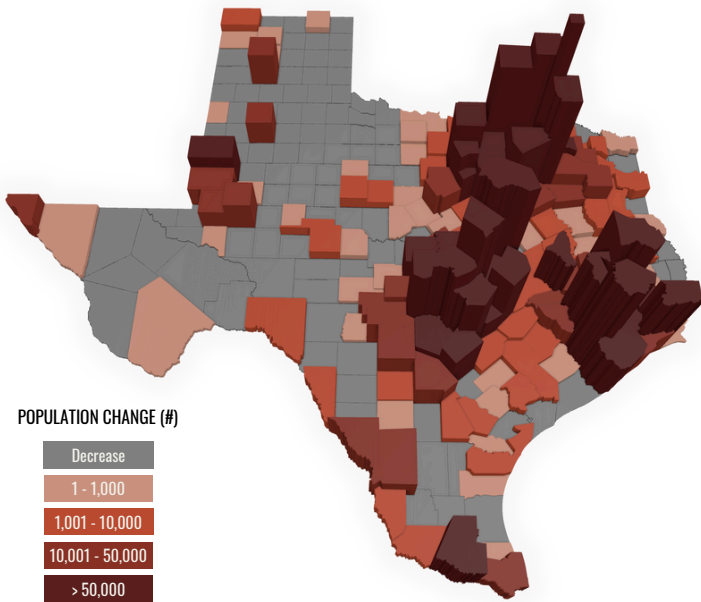 POPULATION CHANGE (#)
Decrease
1 - 1,000
1,001 - 10,000
10,001 - 50,000
> 50,000